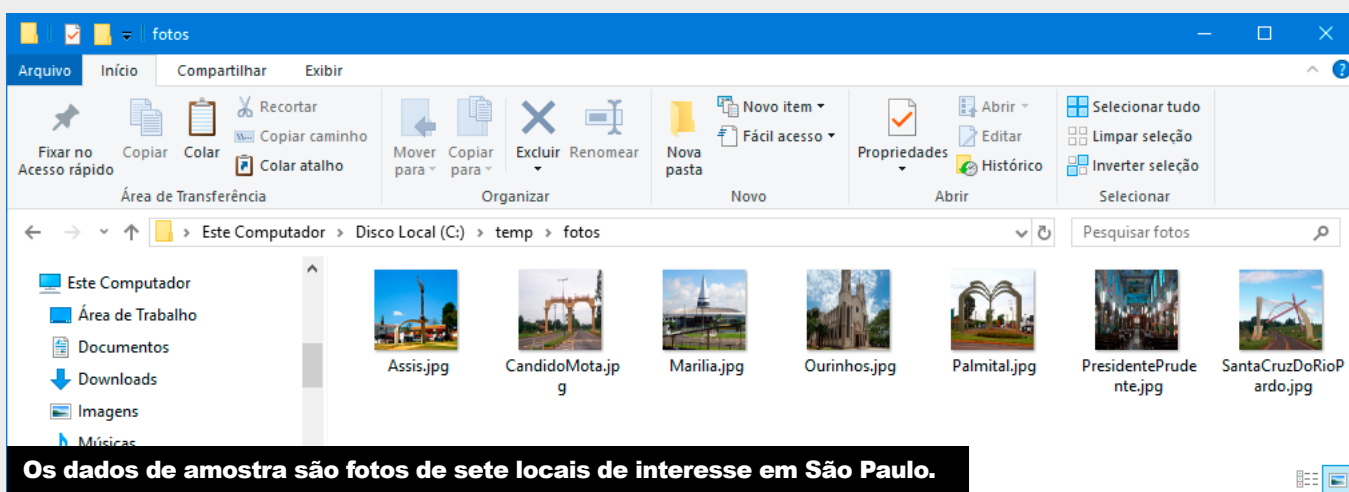 fotos
Arquivo Início Compartilhar Exibir
Fixar no
Acesso rápido
Copiar
Colar
Recortar
Copiar caminho
Colar atalho
Área de Transferência
Mover
para
Copiar
para
Excluir
Renomear
Organizar
Nova
pasta
Novo item
Fácil acesso
Novo
Propriedades
Abrir
Editar
Histórico
Abrir
Selecionar tudo
Limpar seleção
Inverter seleção
Selecionar
Este Computador > Disco Local (C:) > temp > fotos
Pesquisar fotos
Este Computador
Área de Trabalho
Documentos
Downloads
Imagens
Músicas
Assis.jpg
CandidoMota.jp
g
Marilia.jpg
Ourinhos.jpg
Palmital.jpg
PresidentePrude
nte.jpg
SantaCruzDoRioP
ardo.jpg
Os dados de amostra são fotos de sete locais de interesse em São Paulo.